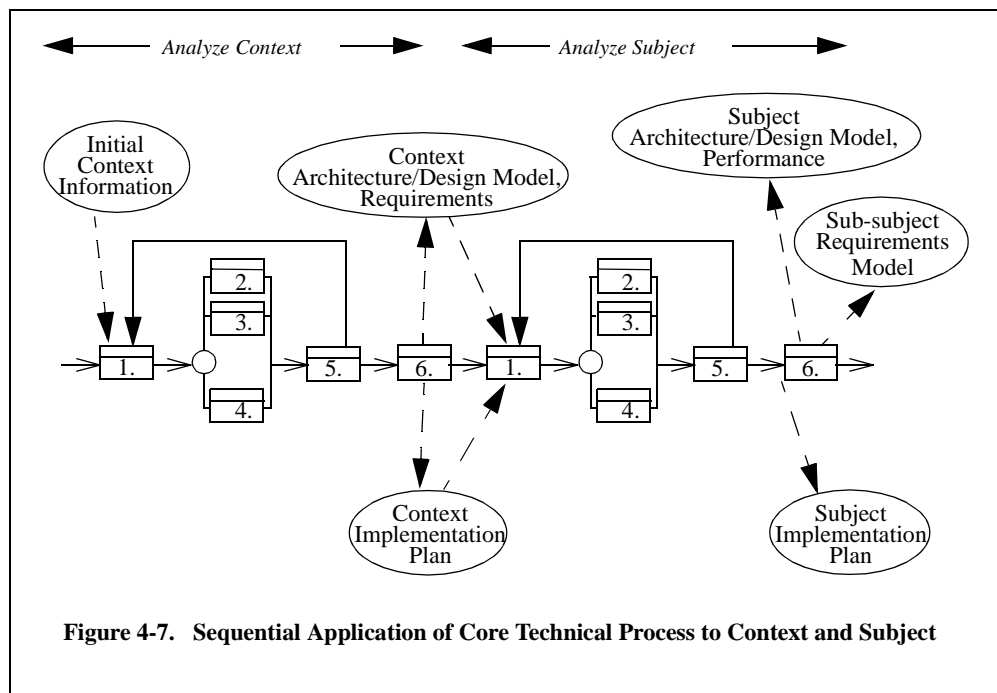 Analyze Context
Analyze Subject
Initial
Context
Information
Context
Architecture/Design Model,
Requirements
Subject
Architecture/Design Model,
Performance
Sub-subject
Requirements
Model
1.
2.
3.
4.
5.
6.
1.
2.
3.
4.
5.
6.
Context
Implementation
Plan
Subject
Implementation
Plan
Figure 4-7. Sequential Application of Core Technical Process to Context and Subject